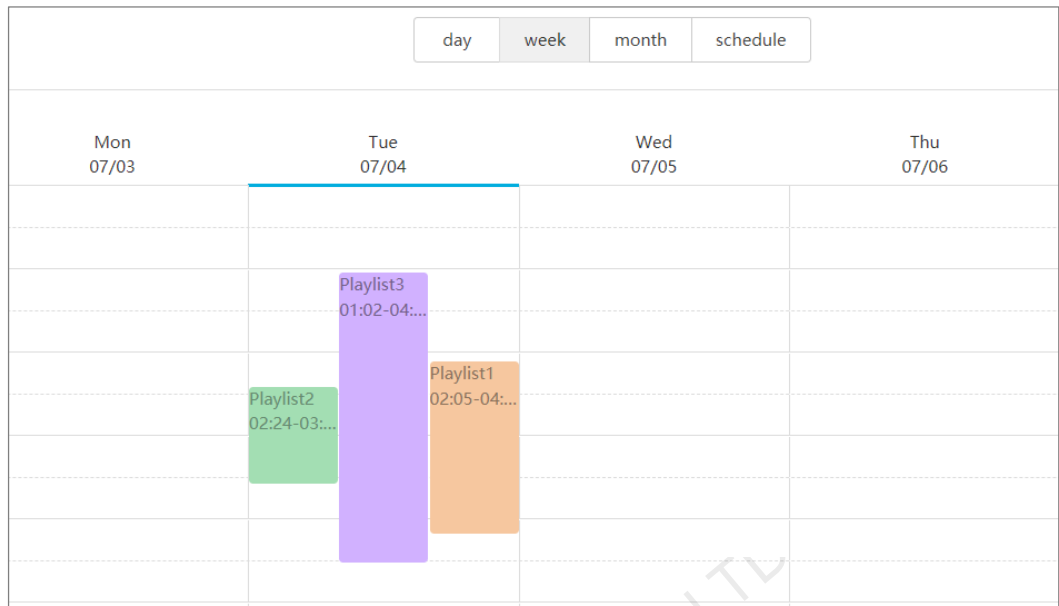 day week month schedule
Mon Tue Wed Thu
07/03 07/04 07/05 07/06
Playlist3
01:02-04:...
Playlist1
02:05-04:...
Playlist2
02:24-03:...